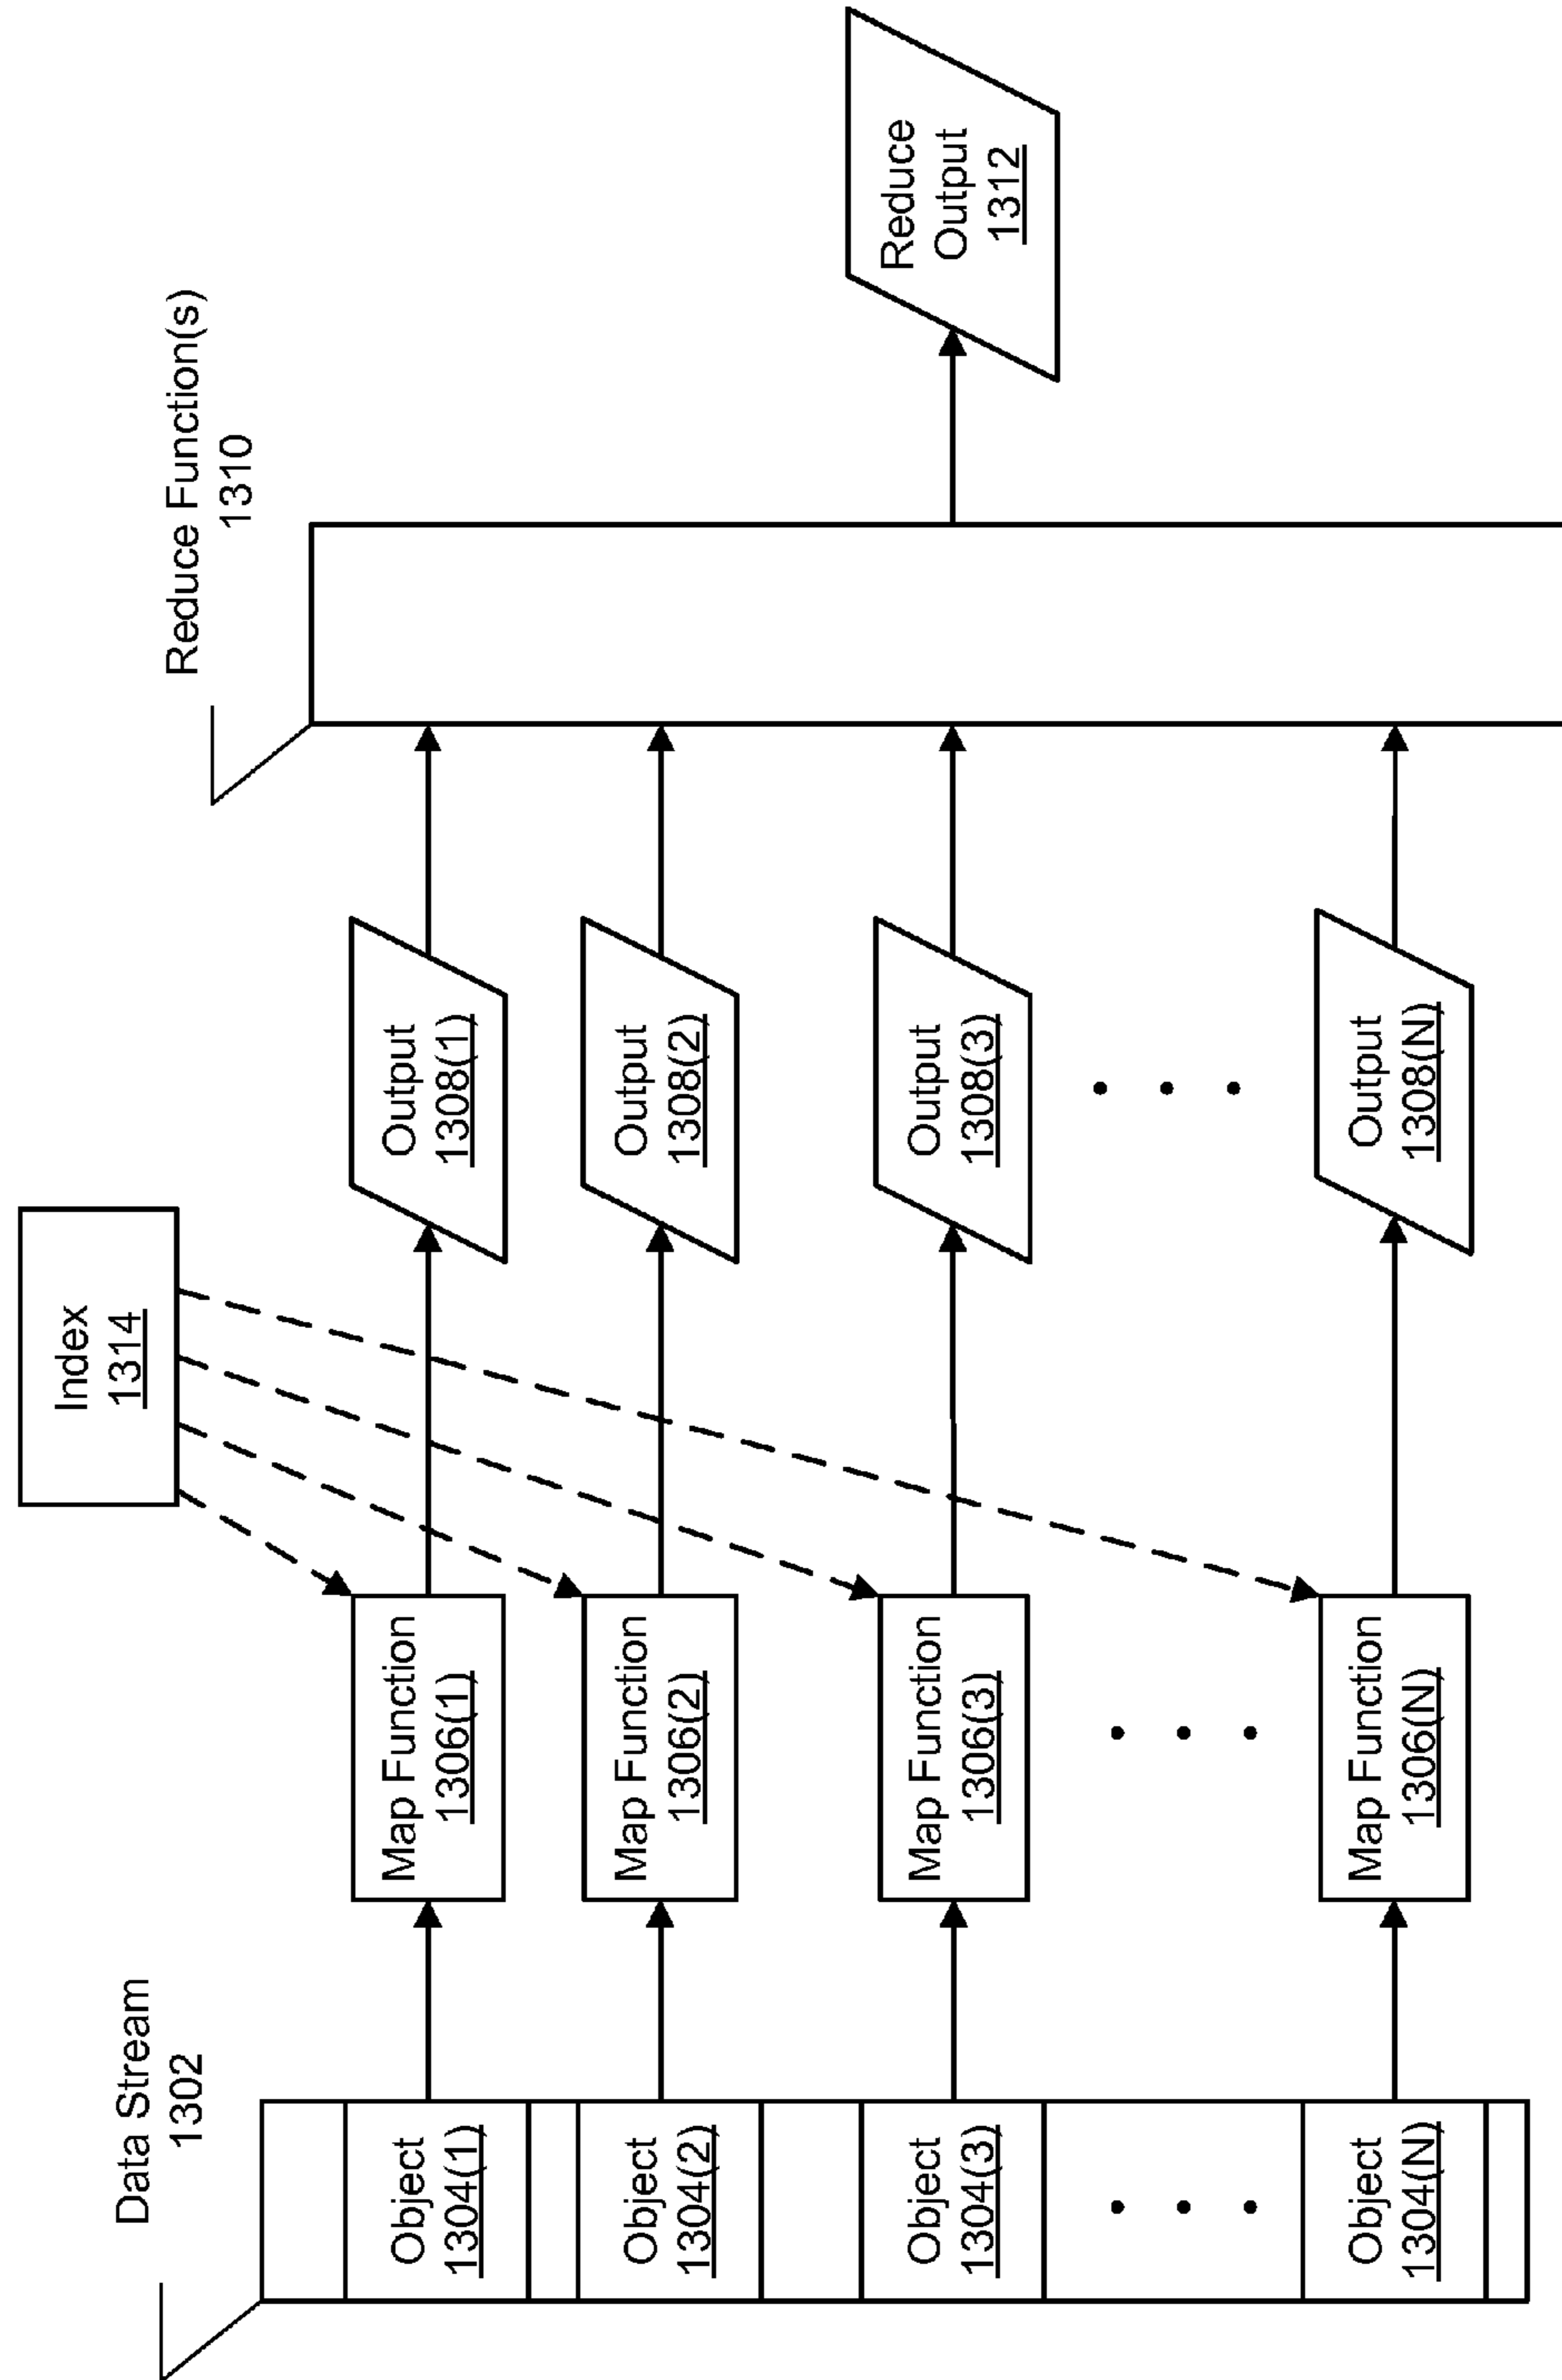 Data Stream
1302
Object
1304(1)
Object
1304(2)
Object
1304(3)
. . .
Object
1304(N)
Map Function
1306(1)
Map Function
1306(2)
Map Function
1306(3)
. . .
Map Function
1306(N)
Index
1314
Output
1308(1)
Output
1308(2)
Output
1308(3)
. . .
Output
1308(N)
Reduce Function(s)
1310
Reduce
Output
1312